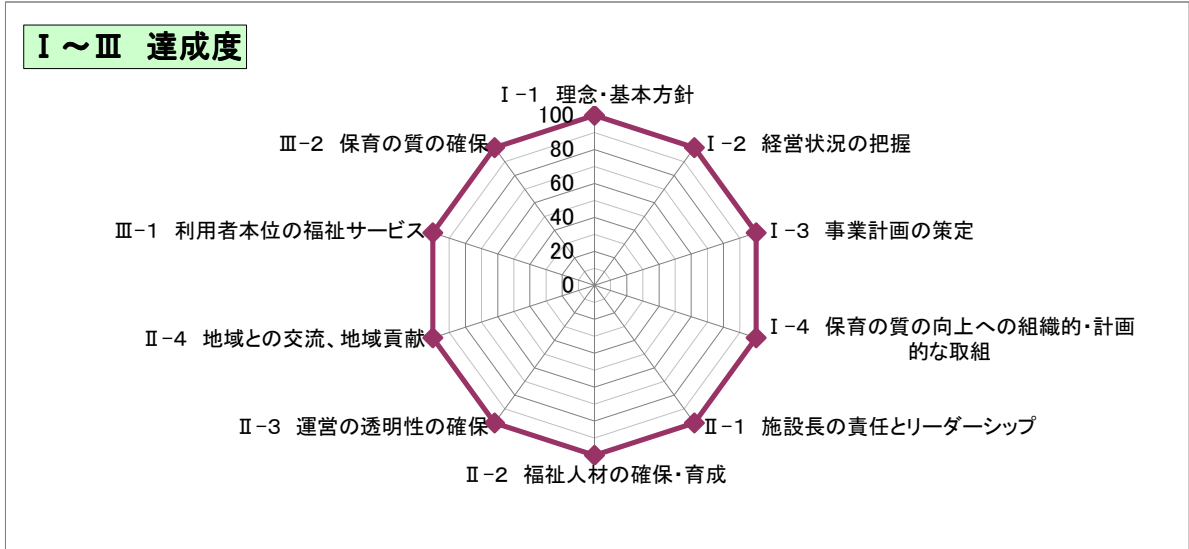 Ⅰ～Ⅲ 達成度
Ⅰ-1 理念・基本方針
Ⅰ-2 経営状況の把握
Ⅰ-3 事業計画の策定
Ⅰ-4 保育の質の向上への組織的・計画
的な取組
Ⅱ-1 施設長の責任とリーダーシップ
Ⅱ-2 福祉人材の確保・育成
Ⅱ-3 運営の透明性の確保
Ⅱ-4 地域との交流、地域貢献
Ⅲ-1 利用者本位の福祉サービス
Ⅲ-2 保育の質の確保
100
80
60
40
20
0